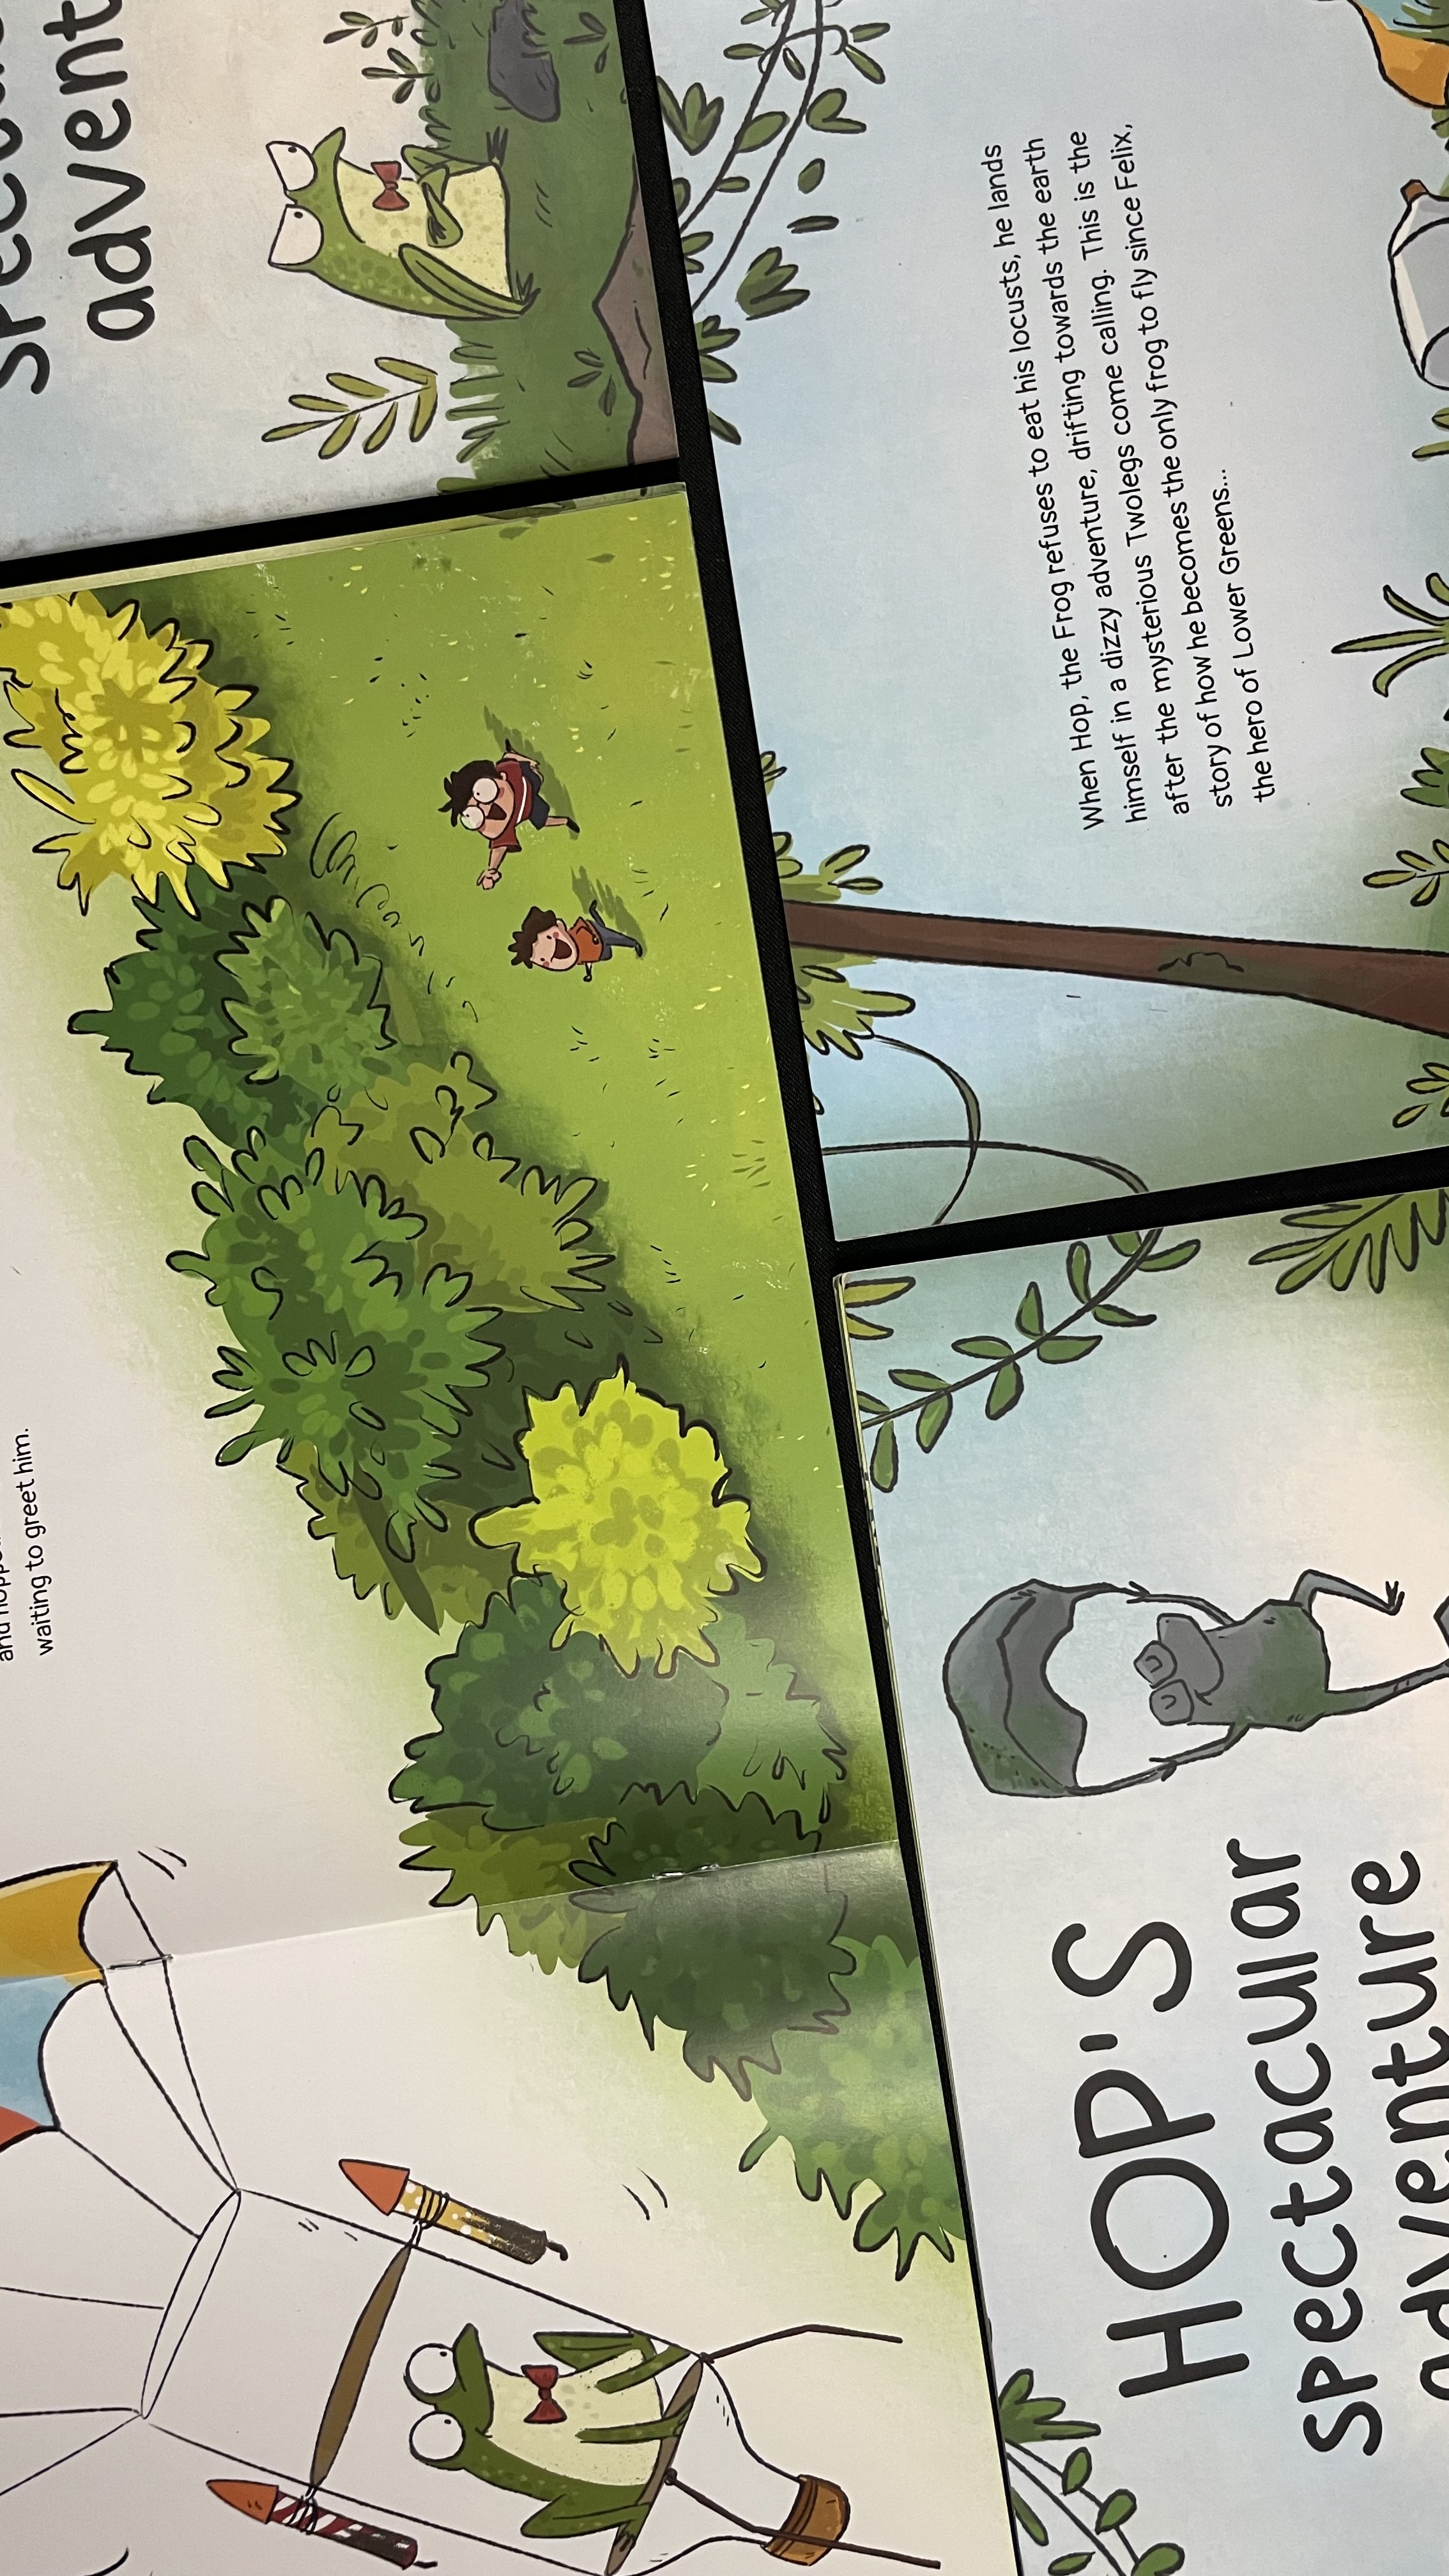 advent
When Hop, the Frog refuses to eat his locusts, he lands
himself in a dizzy adventure, drifting towards the earth
after the mysterious Twolegs come calling. This is the
story of how he becomes the only frog to fly since Felix,
the hero of Lower Greens...
waiting to greet him.
HOP'S
spectacular
adventure